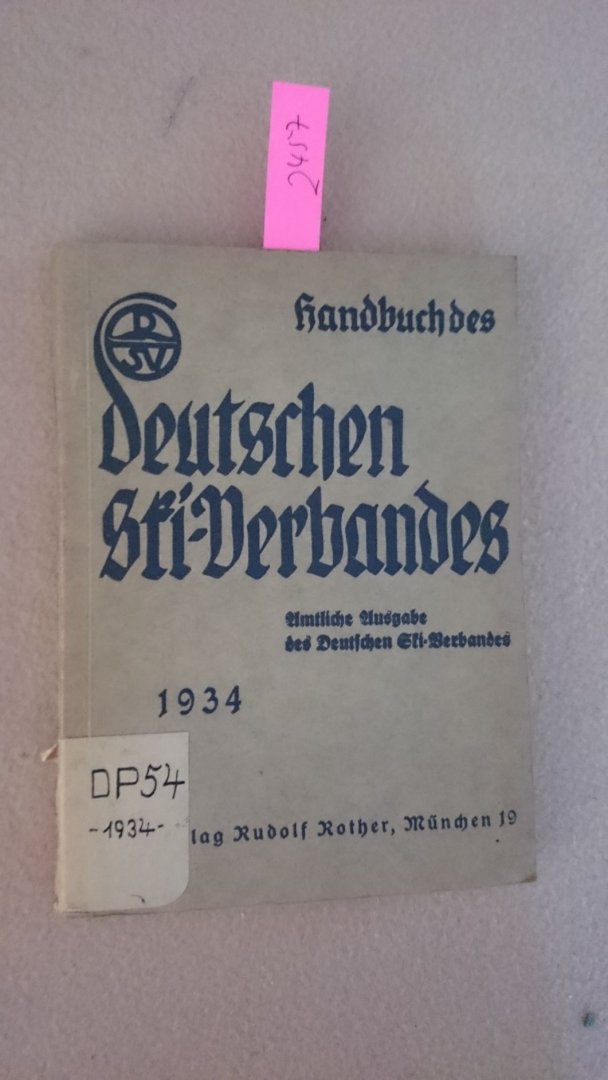 DSV
Handbuch des
Deutschen
Ski-Verbandes
Amtliche Ausgabe
des Deutschen Ski-Verbandes
1934
DP54
-1934-
lag Rudolf Rother, München 19